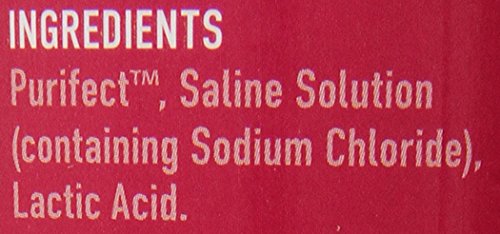 INGREDIENTS
Purifect™, Saline Solution
(containing Sodium Chloride),
Lactic Acid.